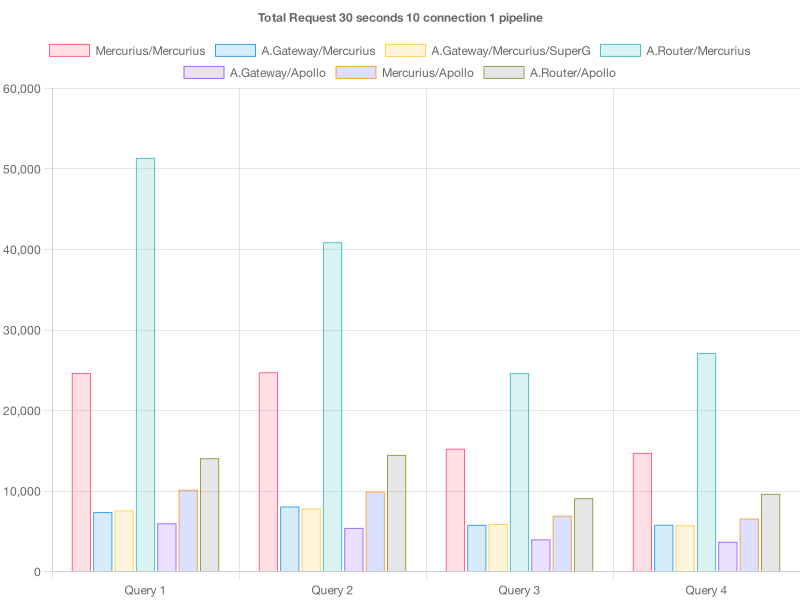 Total Request 30 seconds 10 connection 1 pipeline
Mercurius/Mercurius A.Gateway/Mercurius A.Gateway/Mercurius/SuperG A.Router/Mercurius
A.Gateway/Apollo Mercurius/Apollo A.Router/Apollo
60,000
50,000
40,000
30,000
20,000
10,000
0
Query 1 Query 2 Query 3 Query 4